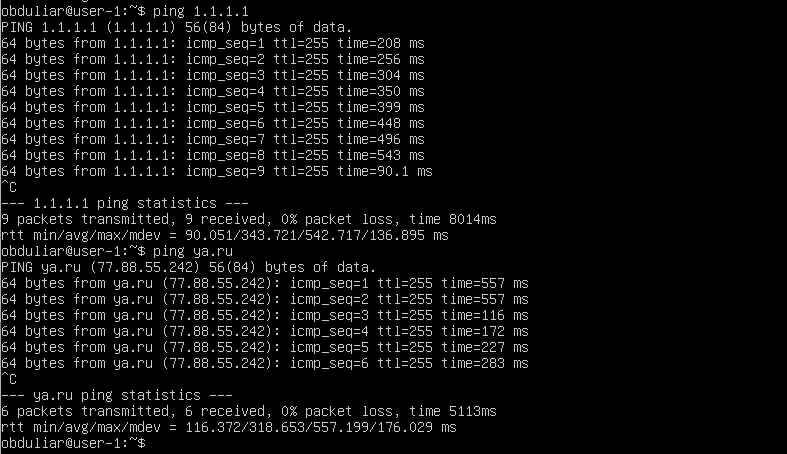 obduliar@user-1:~$ ping 1.1.1.1
PING 1.1.1.1 (1.1.1.1) 56(84) bytes of data.
64 bytes from 1.1.1.1: icmp_seq=1 ttl=255 time=208 ms
64 bytes from 1.1.1.1: icmp_seq=2 ttl=255 time=256 ms
64 bytes from 1.1.1.1: icmp_seq=3 ttl=255 time=304 ms
64 bytes from 1.1.1.1: icmp_seq=4 ttl=255 time=350 ms
64 bytes from 1.1.1.1: icmp_seq=5 ttl=255 time=399 ms
64 bytes from 1.1.1.1: icmp_seq=6 ttl=255 time=448 ms
64 bytes from 1.1.1.1: icmp_seq=7 ttl=255 time=496 ms
64 bytes from 1.1.1.1: icmp_seq=8 ttl=255 time=543 ms
64 bytes from 1.1.1.1: icmp_seq=9 ttl=255 time=90.1 ms
^C
--- 1.1.1.1 ping statistics ---
9 packets transmitted, 9 received, 0% packet loss, time 8014ms
rtt min/avg/max/mdev = 90.051/343.721/542.717/136.895 ms
obduliar@user-1:~$ ping ya.ru
PING ya.ru (77.88.55.242) 56(84) bytes of data.
64 bytes from ya.ru (77.88.55.242): icmp_seq=1 ttl=255 time=557 ms
64 bytes from ya.ru (77.88.55.242): icmp_seq=2 ttl=255 time=557 ms
64 bytes from ya.ru (77.88.55.242): icmp_seq=3 ttl=255 time=116 ms
64 bytes from ya.ru (77.88.55.242): icmp_seq=4 ttl=255 time=172 ms
64 bytes from ya.ru (77.88.55.242): icmp_seq=5 ttl=255 time=227 ms
64 bytes from ya.ru (77.88.55.242): icmp_seq=6 ttl=255 time=283 ms
^C
--- ya.ru ping statistics ---
6 packets transmitted, 6 received, 0% packet loss, time 5113ms
rtt min/avg/max/mdev = 116.372/318.653/557.199/176.029 ms
obduliar@user-1:~$